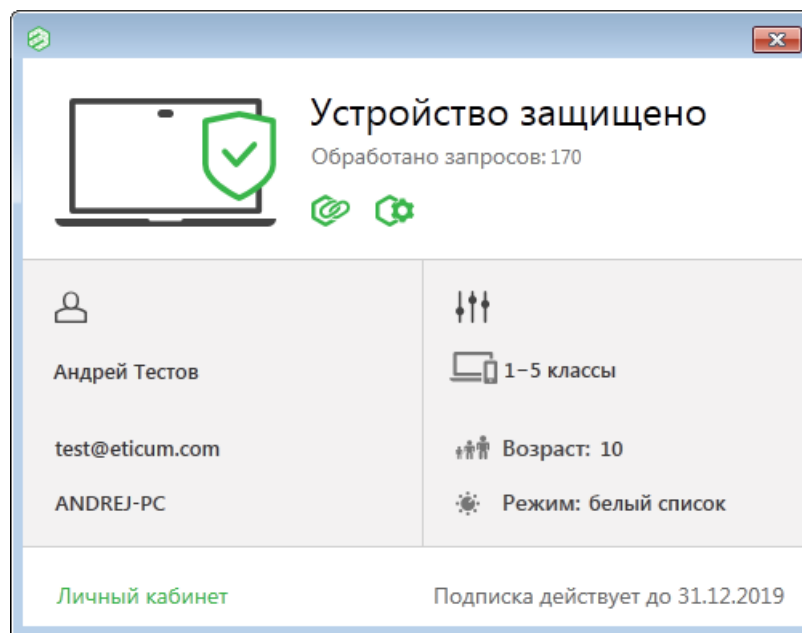 Устройство защищено
Обработано запросов: 170
Андрей Тестов
test@eticum.com
ANDREJ-PC
1–5 классы
Возраст: 10
Режим: белый список
Личный кабинет
Подписка действует до 31.12.2019